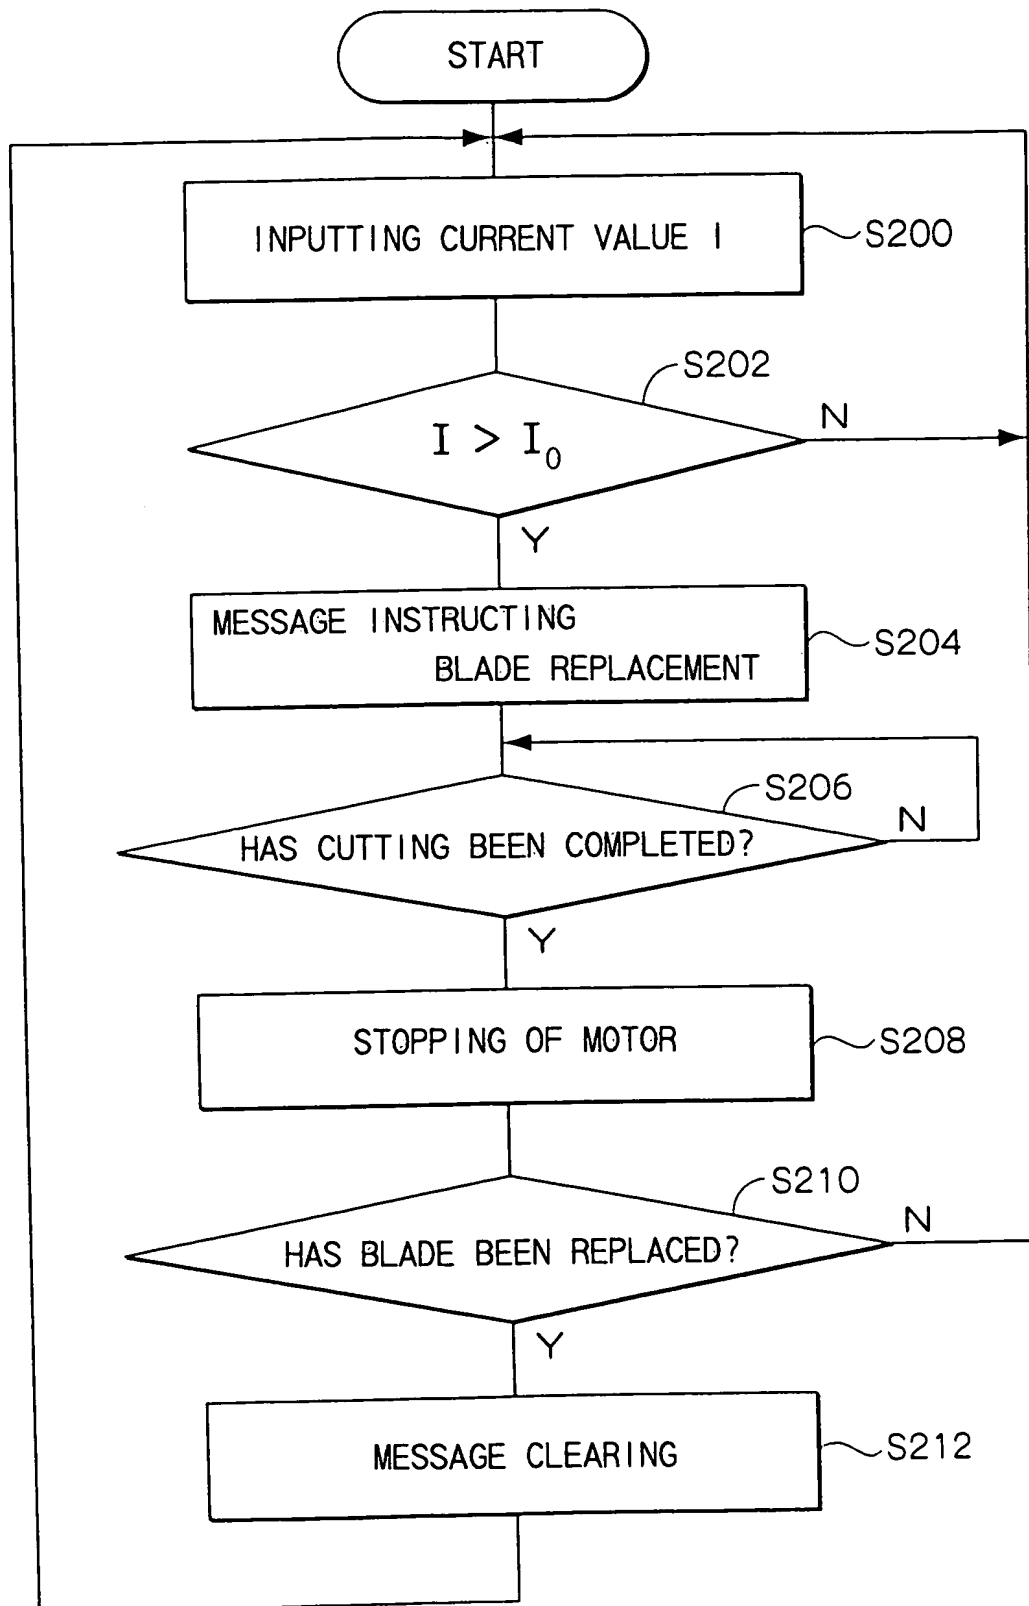 START
INPUTTING CURRENT VALUE I
S200
S202
I > I₀
N
Y
MESSAGE INSTRUCTING
BLADE REPLACEMENT
S204
S206
HAS CUTTING BEEN COMPLETED?
N
Y
STOPPING OF MOTOR
S208
S210
HAS BLADE BEEN REPLACED?
N
Y
MESSAGE CLEARING
S212